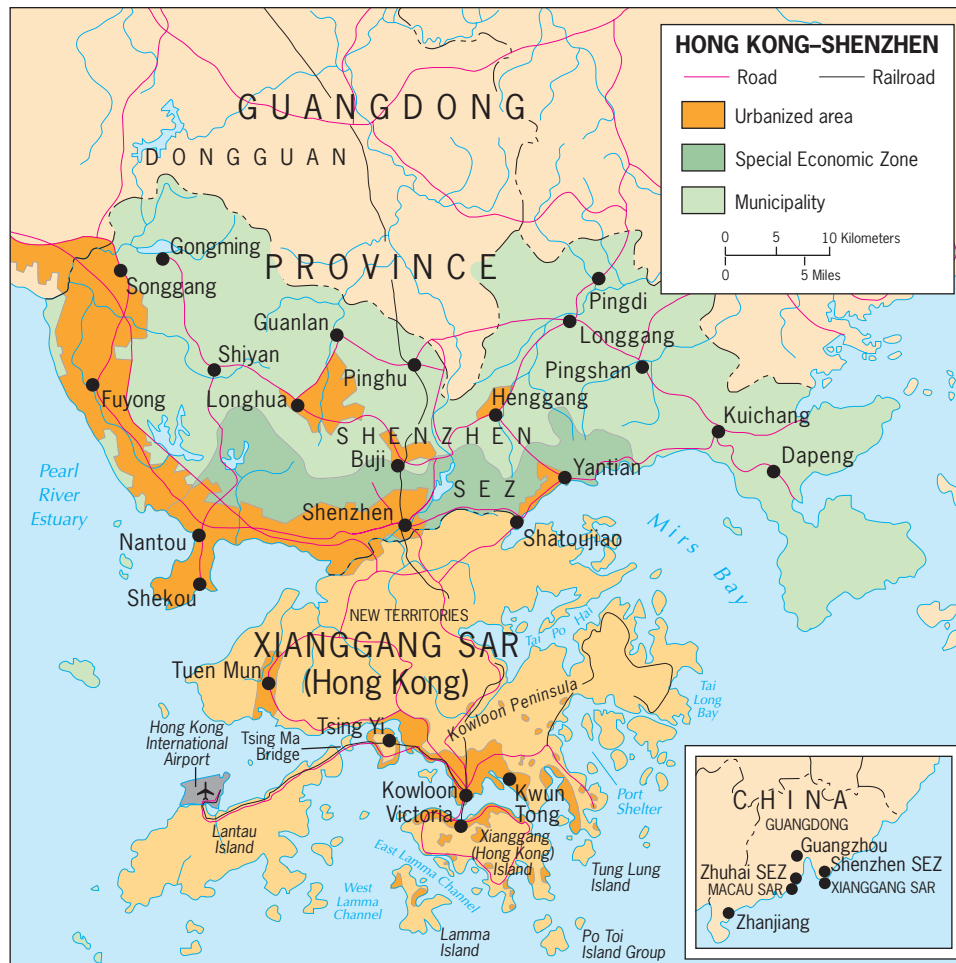 HONG KONG–SHENZHEN
Road
Railroad
Urbanized area
Special Economic Zone
Municipality
0 5 10 Kilometers
0 5 Miles
GUANGDONG
DONGGUAN
PROVINCE
Gongming
Songgang
Pingdi
Guanlan
Longgang
Shiyan
Pinghu
Pingshan
Fuyong
Longhua
Henggang
Kuichang
SHENZHEN
Buji
Dapeng
Yantian
SEZ
Pearl
River
Estuary
Shenzhen
Nantou
Shatoujiao
Mirs Bay
Shekou
NEW TERRITORIES
Tai Po Hai
XIANGGANG SAR
(Hong Kong)
Tuen Mun
Kowloon Peninsula
Tai
Long
Bay
Hong Kong
International
Airport
Tsing Ma
Bridge
Tsing Yi
Kowloon
Victoria
Kwun
Tong
Port
Shelter
Lantau
Island
Xianggang
(Hong Kong)
Island
East Lamma Channel
Tung Lung
Island
West
Lamma
Channel
Lamma
Island
Po Toi
Island Group
CHINA
GUANGDONG
Guangzhou
Shenzhen SEZ
Zhuhai SEZ
MACAU SAR
XIANGGANG SAR
Zhanjiang